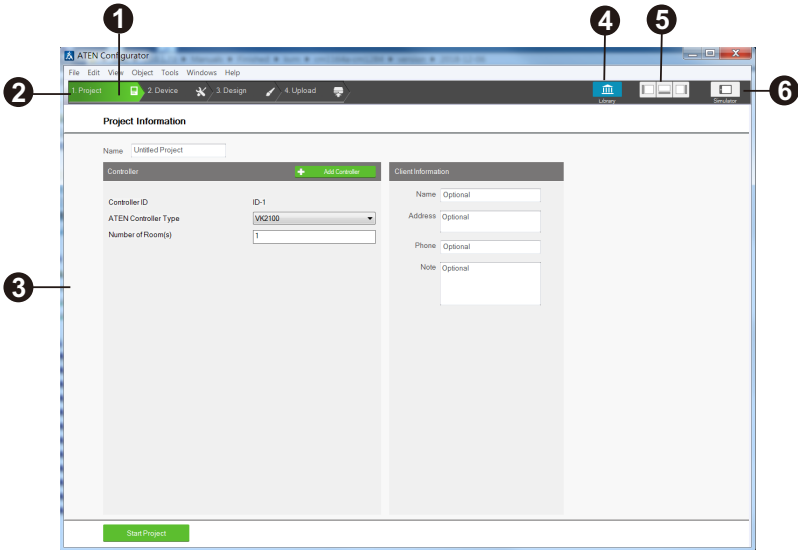 1
4
5
ATEN Configurator
File Edit View Object Tools Windows Help
2
1. Project
2. Device
3. Design
4. Upload
Library
Simulator
6
Project Information
Name Untitled Project
Controller
Add Controller
Client Information
Controller ID ID-1
ATEN Controller Type VK2100
Number of Room(s) 1
Name Optional
Address Optional
Phone Optional
Note Optional
3
Start Project